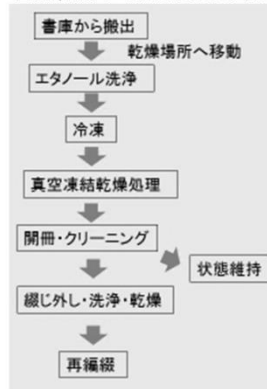 書庫から搬出
乾燥場所へ移動
エタノール洗浄
冷凍
真空凍結乾燥処理
開冊・クリーニング
状態維持
綴じ外し・洗浄・乾燥
再編綴